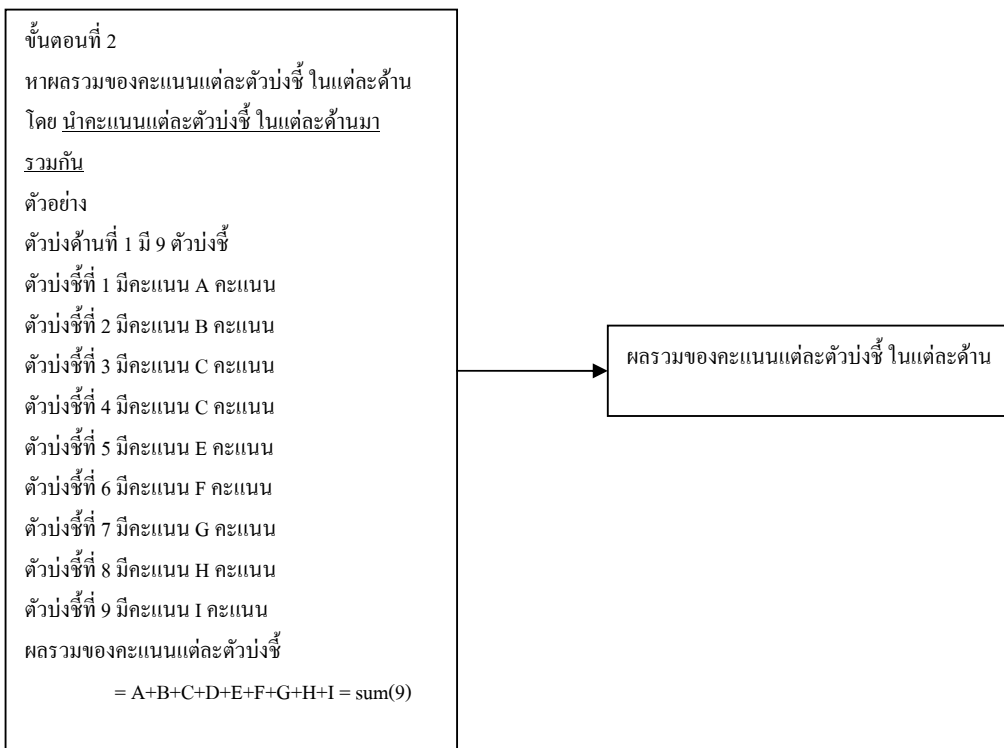 ขั้นตอนที่ 2
หาผลรวมของคะแนนแต่ละตัวบ่งชี้ ในแต่ละด้าน
โดย นำคะแนนแต่ละตัวบ่งชี้ ในแต่ละด้านมา
รวมกัน
ตัวอย่าง
ตัวบ่งด้านที่ 1 มี 9 ตัวบ่งชี้
ตัวบ่งชี้ที่ 1 มีคะแนน A คะแนน
ตัวบ่งชี้ที่ 2 มีคะแนน B คะแนน
ตัวบ่งชี้ที่ 3 มีคะแนน C คะแนน
ตัวบ่งชี้ที่ 4 มีคะแนน C คะแนน
ตัวบ่งชี้ที่ 5 มีคะแนน E คะแนน
ตัวบ่งชี้ที่ 6 มีคะแนน F คะแนน
ตัวบ่งชี้ที่ 7 มีคะแนน G คะแนน
ตัวบ่งชี้ที่ 8 มีคะแนน H คะแนน
ตัวบ่งชี้ที่ 9 มีคะแนน I คะแนน
ผลรวมของคะแนนแต่ละตัวบ่งชี้
= A+B+C+D+E+F+G+H+I = sum(9)
ผลรวมของคะแนนแต่ละตัวบ่งชี้ ในแต่ละด้าน